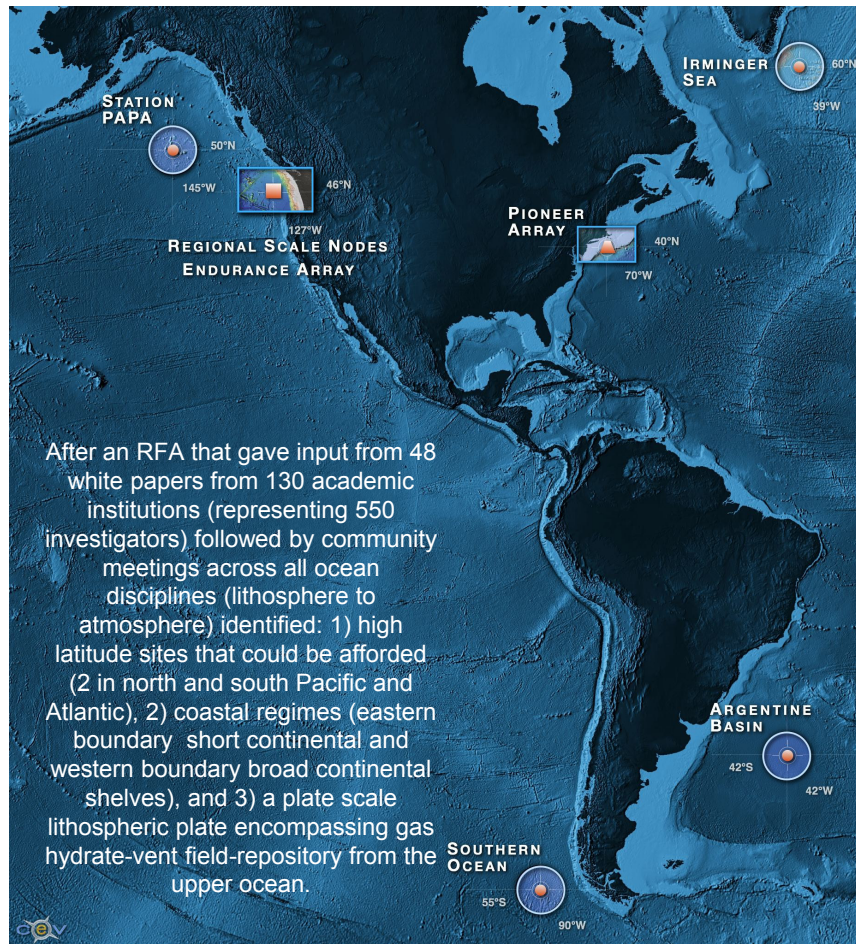 IRMINGER
SEA
60°N
39°W
STATION
PAPA
50°N
145°W
46°N
127°W
REGIONAL SCALE NODES
ENDURANCE ARRAY
PIONEER
ARRAY
40°N
70°W
After an RFA that gave input from 48
white papers from 130 academic
institutions (representing 550
investigators) followed by community
meetings across all ocean
disciplines (lithosphere to
atmosphere) identified: 1) high
latitude sites that could be afforded
(2 in north and south Pacific and
Atlantic), 2) coastal regimes (eastern
boundary short continental and
western boundary broad continental
shelves), and 3) a plate scale
lithospheric plate encompassing gas
hydrate-vent field-repository from the
upper ocean.
ARGENTINE
BASIN
42°S
42°W
SOUTHERN
OCEAN
55°S
90°W
cev